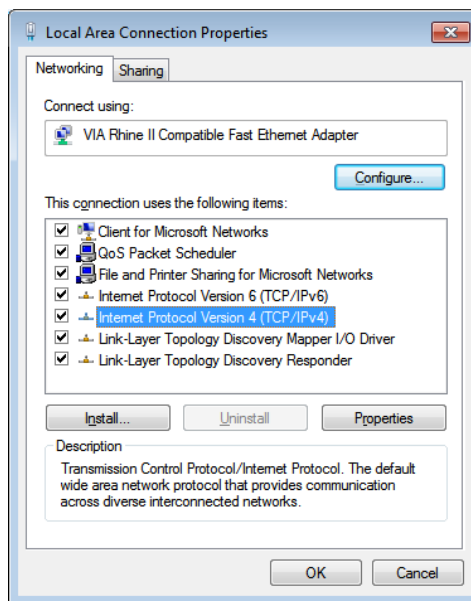 Local Area Connection Properties
Networking
Sharing
Connect using:
VIA Rhine II Compatible Fast Ethernet Adapter
Configure...
This connection uses the following items:
Client for Microsoft Networks
QoS Packet Scheduler
File and Printer Sharing for Microsoft Networks
Internet Protocol Version 6 (TCP/IPv6)
Internet Protocol Version 4 (TCP/IPv4)
Link-Layer Topology Discovery Mapper I/O Driver
Link-Layer Topology Discovery Responder
Install...
Uninstall
Properties
Description
Transmission Control Protocol/Internet Protocol. The default
wide area network protocol that provides communication
across diverse interconnected networks.
OK
Cancel